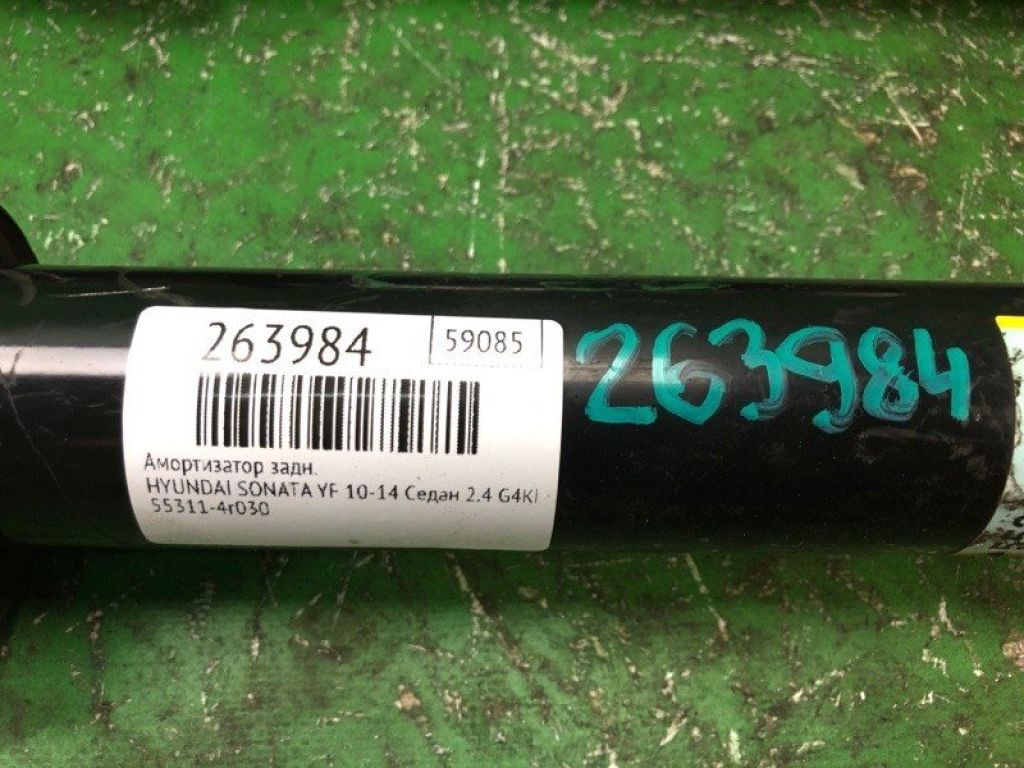 263984
59085
263984
Амортизатор задн.
HYUNDAI SONATA YF 10-14 Седан 2.4 G4KI
55311-4r030